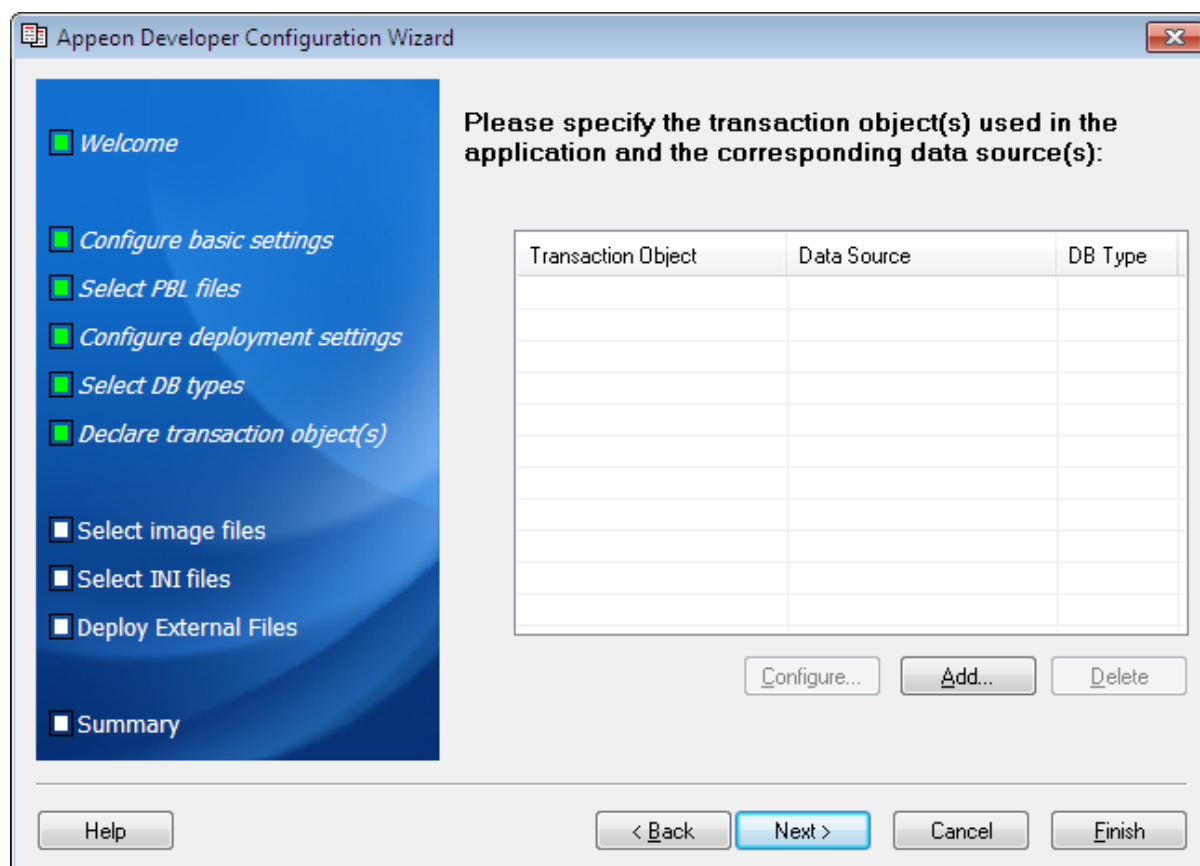 Appeon Developer Configuration Wizard
Welcome
Configure basic settings
Select PBL files
Configure deployment settings
Select DB types
Declare transaction object(s)
Select image files
Select INI files
Deploy External Files
Summary
Please specify the transaction object(s) used in the
application and the corresponding data source(s):
Transaction Object Data Source DB Type
Configure... Add... Delete
Help < Back Next > Cancel Finish